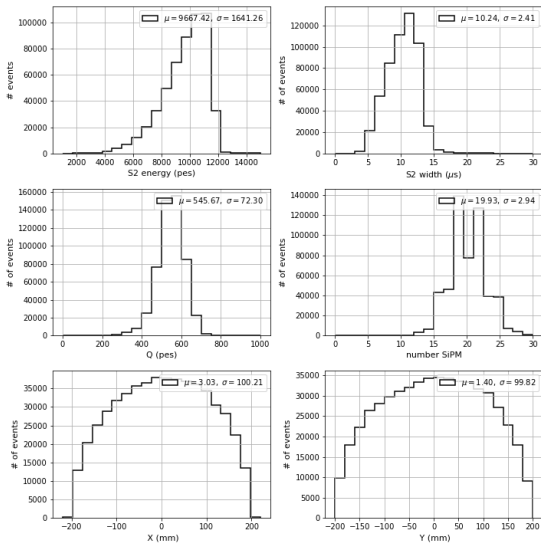 μ = 9667.42, σ = 1641.26
# events
100000
80000
60000
40000
20000
0
2000 4000 6000 8000 10000 12000 14000
S2 energy (pes)
μ = 10.24, σ = 2.41
# of events
140000
120000
100000
80000
60000
40000
20000
0
0 5 10 15 20 25 30
S2 width (μs)
μ = 545.67, σ = 72.30
# of events
160000
140000
120000
100000
80000
60000
40000
20000
0
0 200 400 600 800 1000
Q (pes)
μ = 19.93, σ = 2.94
# of events
140000
120000
100000
80000
60000
40000
20000
0
0 5 10 15 20 25 30
number SiPM
μ = 3.03, σ = 100.21
# of events
35000
30000
25000
20000
15000
10000
5000
0
−200 −100 0 100 200
X (mm)
μ = 1.40, σ = 99.82
# of events
35000
30000
25000
20000
15000
10000
5000
0
−200 −150 −100 −50 0 50 100 150 200
Y (mm)